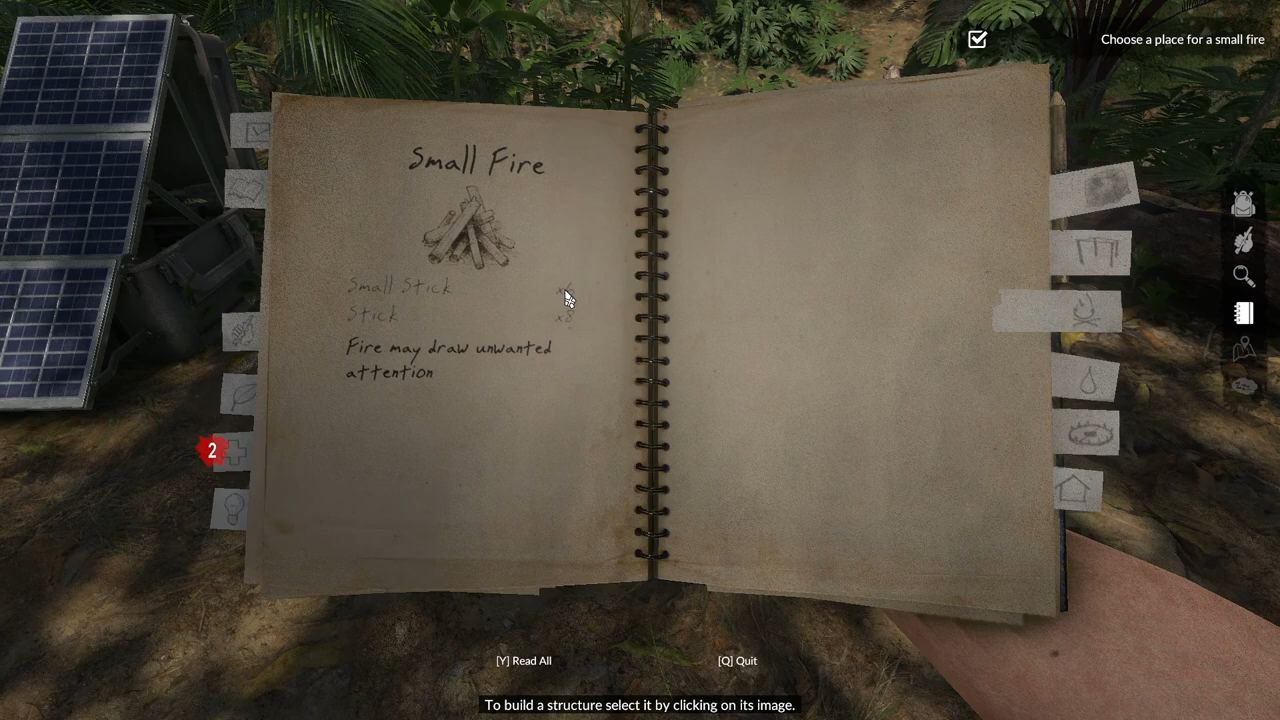 Choose a place for a small fire
Small Fire
Small Stick
Stick
x8
Fire may draw unwanted
attention
2
[Y] Read All
[Q] Quit
To build a structure select it by clicking on its image.